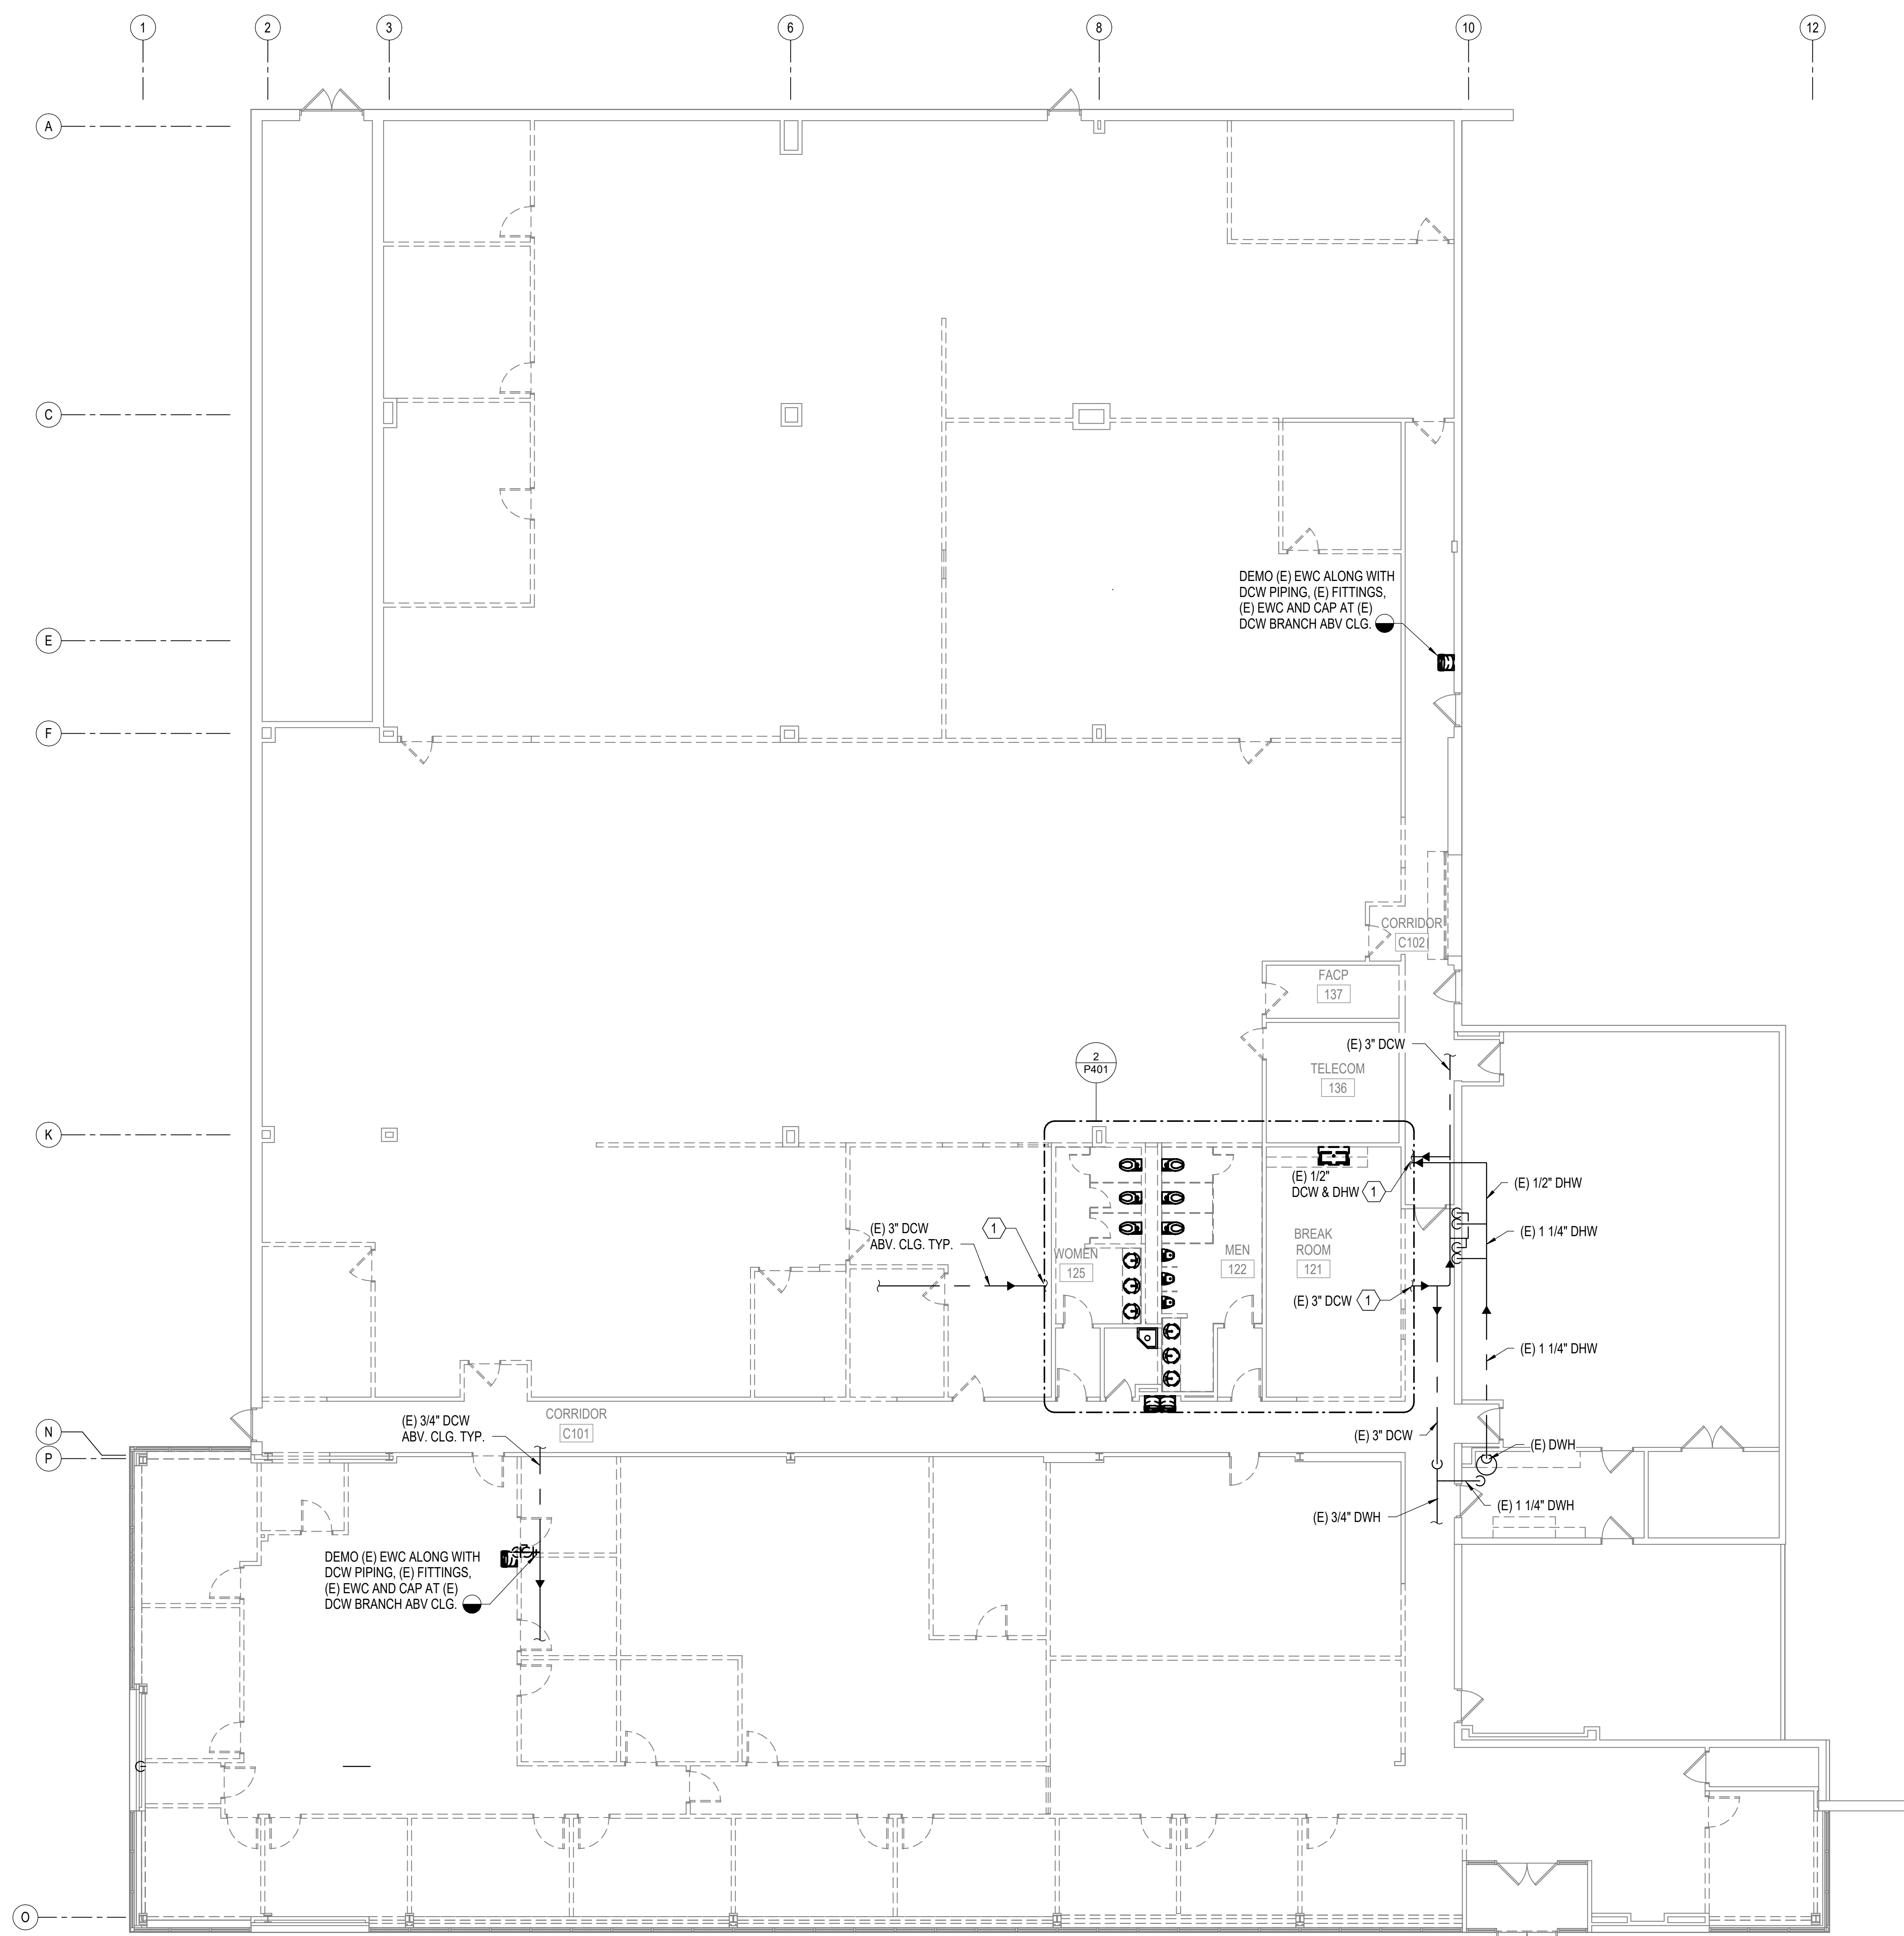 1
2
3
6
8
10
12
A
C
DEMO (E) EWC ALONG WITH
DCW PIPING, (E) FITTINGS,
(E) EWC AND CAP AT (E)
DCW BRANCH ABV CLG.
E
F
CORRIDOR
C102
FACP
137
(E) 3" DCW
2
P401
TELECOM
136
K
(E) 1/2"
DCW & DHW
1
(E) 1/2" DHW
(E) 3" DCW
ABV. CLG. TYP.
1
WOMEN
125
MEN
122
BREAK
ROOM
121
(E) 1 1/4" DHW
(E) 3" DCW
1
(E) 1 1/4" DHW
CORRIDOR
C101
(E) 3/4" DCW
ABV. CLG. TYP.
N
P
(E) 3" DCW
(E) DWH
(E) 1 1/4" DWH
(E) 3/4" DWH
DEMO (E) EWC ALONG WITH
DCW PIPING, (E) FITTINGS,
(E) EWC AND CAP AT (E)
DCW BRANCH ABV CLG.
O